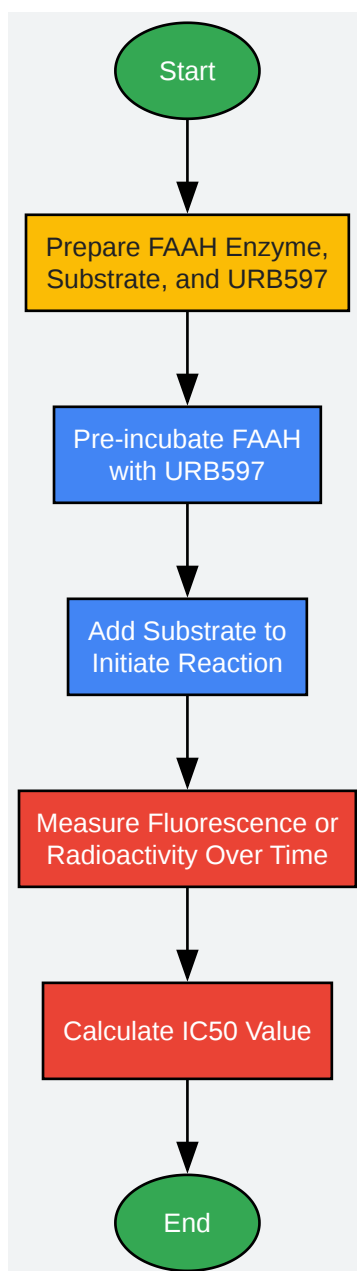 Start
Prepare FAAH Enzyme,
Substrate, and URB597
Pre-incubate FAAH
with URB597
Add Substrate to
Initiate Reaction
Measure Fluorescence or
Radioactivity Over Time
Calculate IC50 Value
End